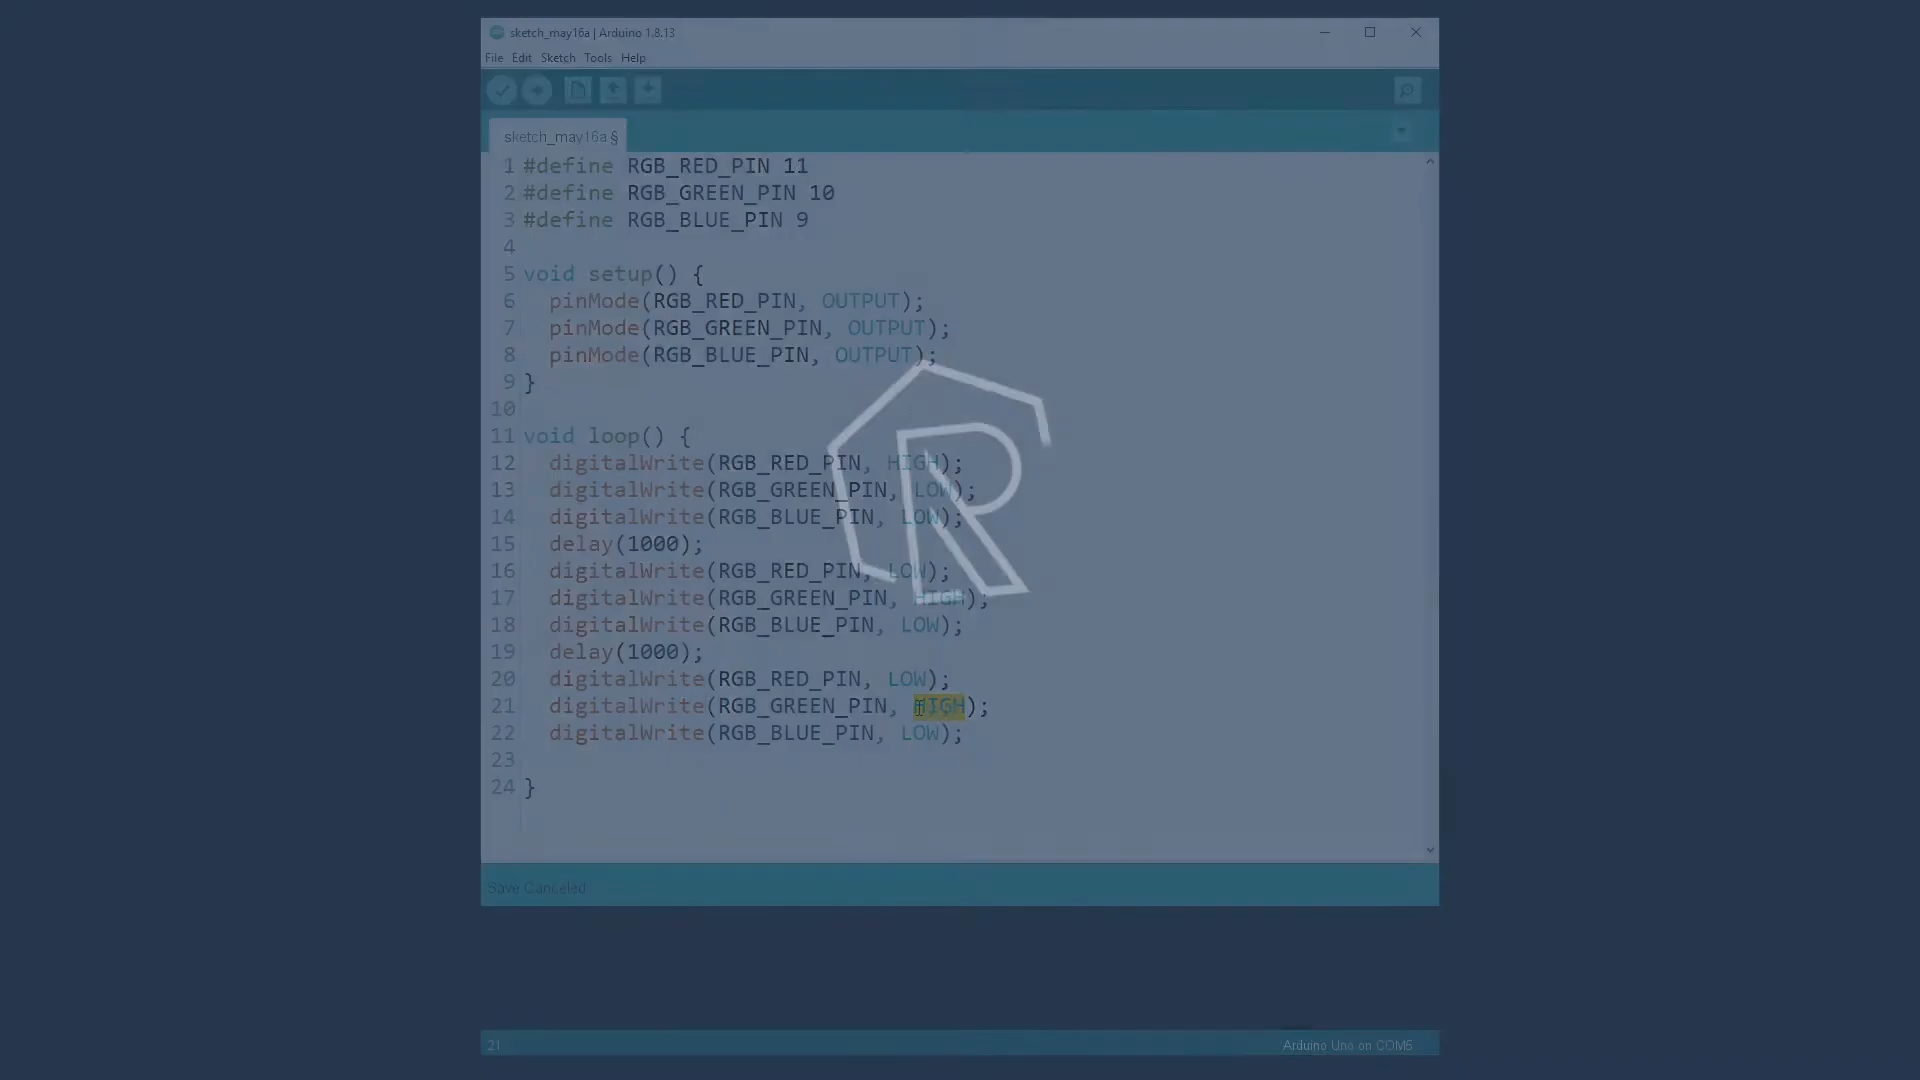 sketch_may16a | Arduino 1.8.13
File Edit Sketch Tools Help
sketch_may16a §
1 #define RGB_RED_PIN 11
2 #define RGB_GREEN_PIN 10
3 #define RGB_BLUE_PIN 9
4
5 void setup() {
6 pinMode(RGB_RED_PIN, OUTPUT);
7 pinMode(RGB_GREEN_PIN, OUTPUT);
8 pinMode(RGB_BLUE_PIN, OUTPUT);
9 }
10
11 void loop() {
12 digitalWrite(RGB_RED_PIN, HIGH);
13 digitalWrite(RGB_GREEN_PIN, LOW);
14 digitalWrite(RGB_BLUE_PIN, LOW);
15 delay(1000);
16 digitalWrite(RGB_RED_PIN, LOW);
17 digitalWrite(RGB_GREEN_PIN, HIGH);
18 digitalWrite(RGB_BLUE_PIN, LOW);
19 delay(1000);
20 digitalWrite(RGB_RED_PIN, LOW);
21 digitalWrite(RGB_GREEN_PIN, HIGH);
22 digitalWrite(RGB_BLUE_PIN, LOW);
23
24 }
R
Save Canceled
21 Arduino Uno on COM5